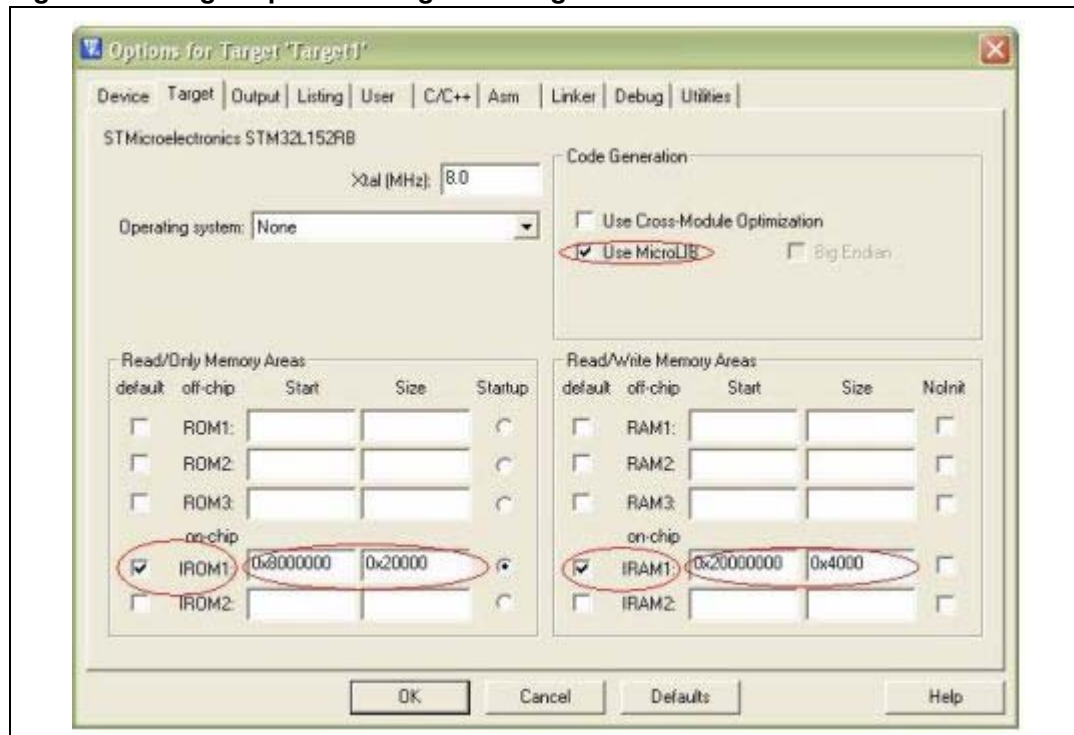 Options for Target 'Target1'
Device Target Output Listing User C/C++ Asm Linker Debug Utilities
STMicroelectronics STM32L152RB
Xtal (MHz): 8.0
Operating system: None
Code Generation
Use Cross-Module Optimization
Use MicroLIB Big Endian
Read/Only Memory Areas
default off-chip Start Size Startup
ROM1:
ROM2:
ROM3:
on-chip
IROM1: 0x8000000 0x20000
IROM2:
Read/Write Memory Areas
default off-chip Start Size NoInit
RAM1:
RAM2:
RAM3:
on-chip
IRAM1: 0x20000000 0x4000
IRAM2:
OK Cancel Defaults Help